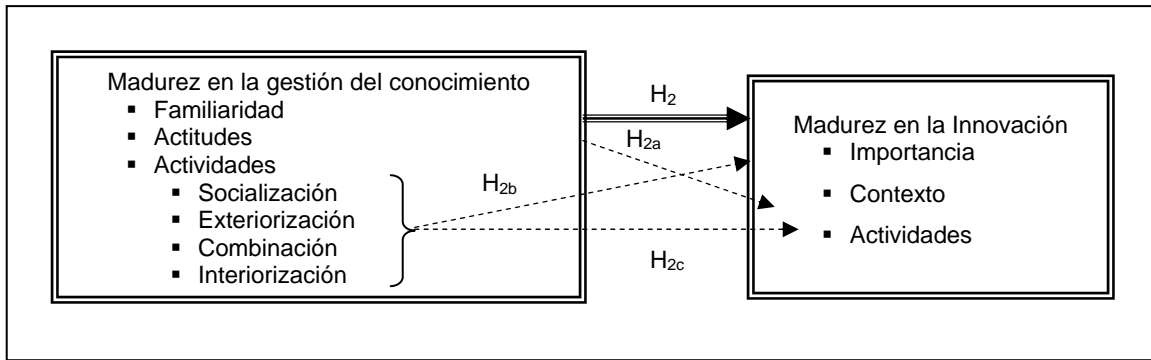 Madurez en la gestión del conocimiento
▪ Familiaridad
▪ Actitudes
▪ Actividades
▪ Socialización
▪ Exteriorización
▪ Combinación
▪ Interiorización
H2
H2a
H2b
H2c
Madurez en la Innovación
▪ Importancia
▪ Contexto
▪ Actividades